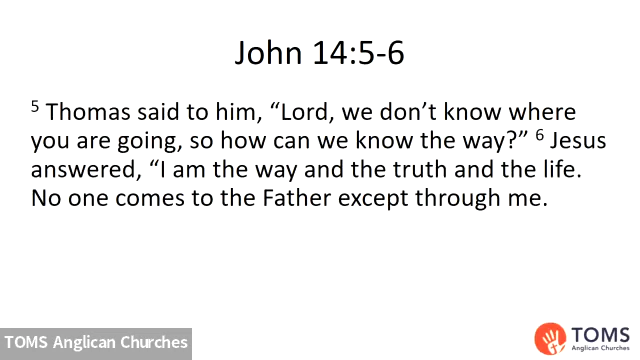 John 14:5-6
5 Thomas said to him, “Lord, we don’t know where
you are going, so how can we know the way?” 6 Jesus
answered, “I am the way and the truth and the life.
No one comes to the Father except through me.
TOMS Anglican Churches
TOMS
Anglican Churches